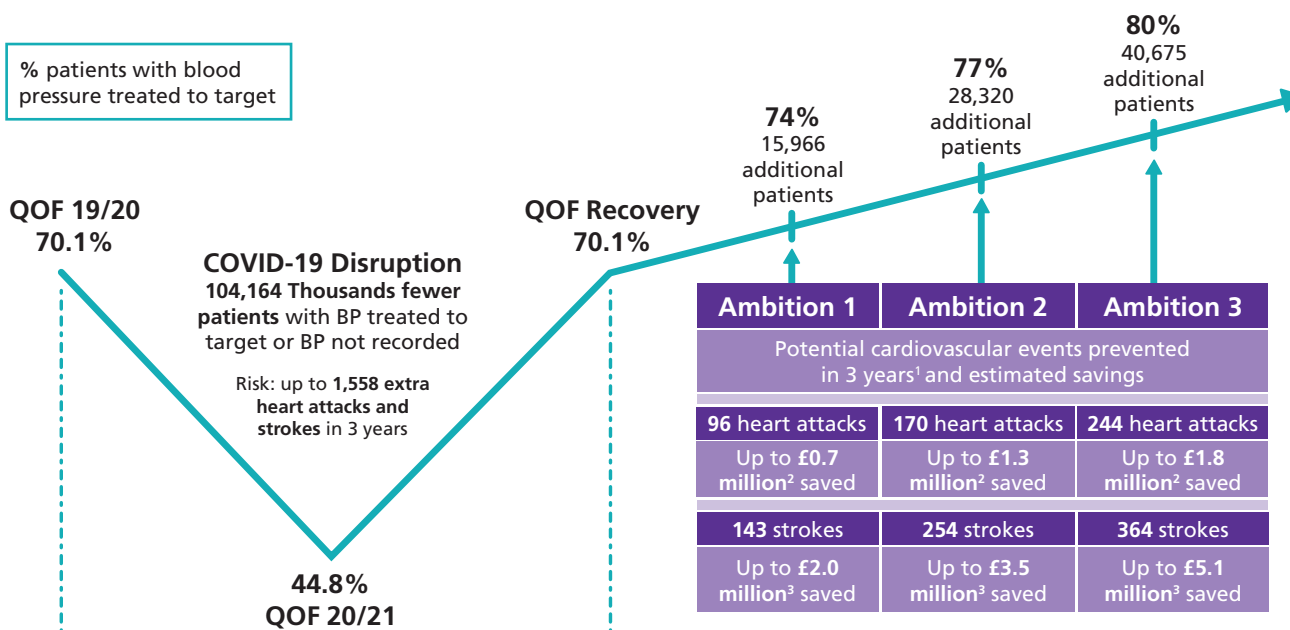 % patients with blood
pressure treated to target
QOF 19/20
70.1%
COVID-19 Disruption
104,164 Thousands fewer
patients with BP treated to
target or BP not recorded
Risk: up to 1,558 extra
heart attacks and
strokes in 3 years
44.8%
QOF 20/21
QOF Recovery
70.1%
74%
15,966
additional
patients
77%
28,320
additional
patients
80%
40,675
additional
patients
Ambition 1 Ambition 2 Ambition 3
Potential cardiovascular events prevented
in 3 years¹ and estimated savings
96 heart attacks 170 heart attacks 244 heart attacks
Up to £0.7 Up to £1.3 Up to £1.8
million² saved million² saved million² saved
143 strokes 254 strokes 364 strokes
Up to £2.0 Up to £3.5 Up to £5.1
million³ saved million³ saved million³ saved